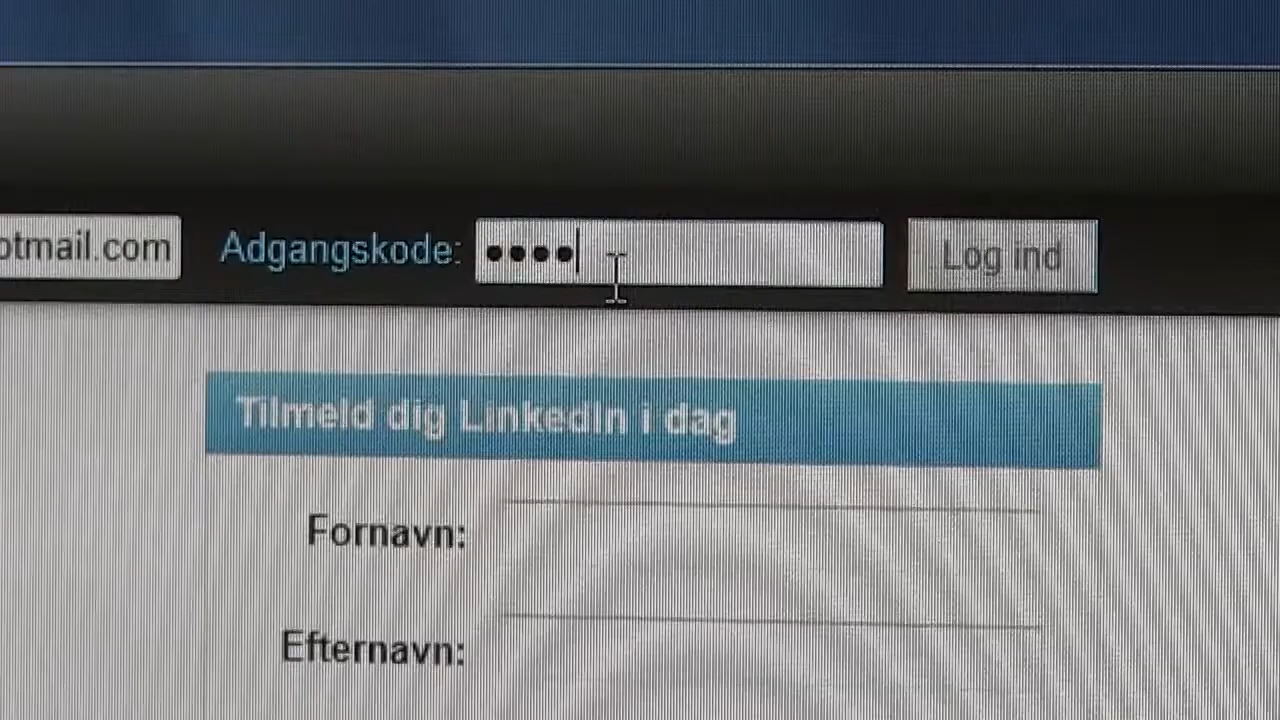 otmail.com Adgangskode: •••• Log ind
Tilmeld dig LinkedIn i dag
Fornavn:
Efternavn: